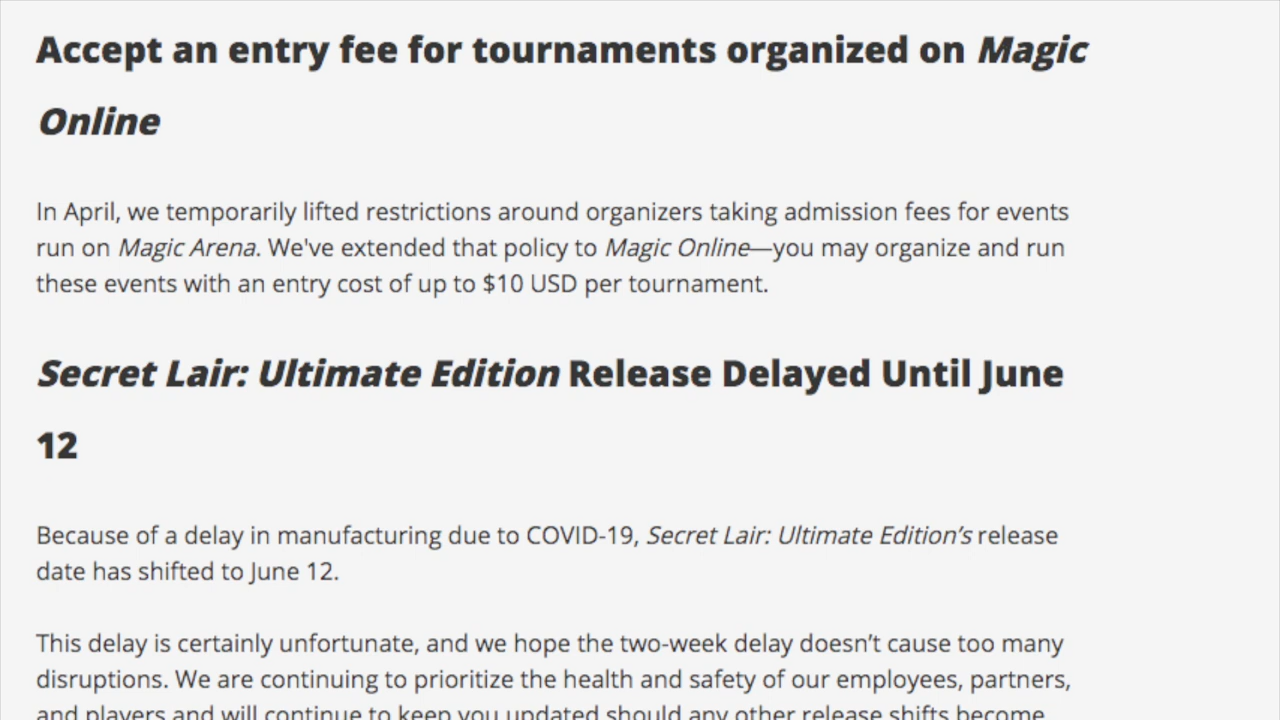 Accept an entry fee for tournaments organized on Magic
Online
In April, we temporarily lifted restrictions around organizers taking admission fees for events
run on Magic Arena. We've extended that policy to Magic Online—you may organize and run
these events with an entry cost of up to $10 USD per tournament.
Secret Lair: Ultimate Edition Release Delayed Until June
12
Because of a delay in manufacturing due to COVID-19, Secret Lair: Ultimate Edition’s release
date has shifted to June 12.
This delay is certainly unfortunate, and we hope the two-week delay doesn’t cause too many
disruptions. We are continuing to prioritize the health and safety of our employees, partners,
and players and will continue to keep you updated should any other release shifts become